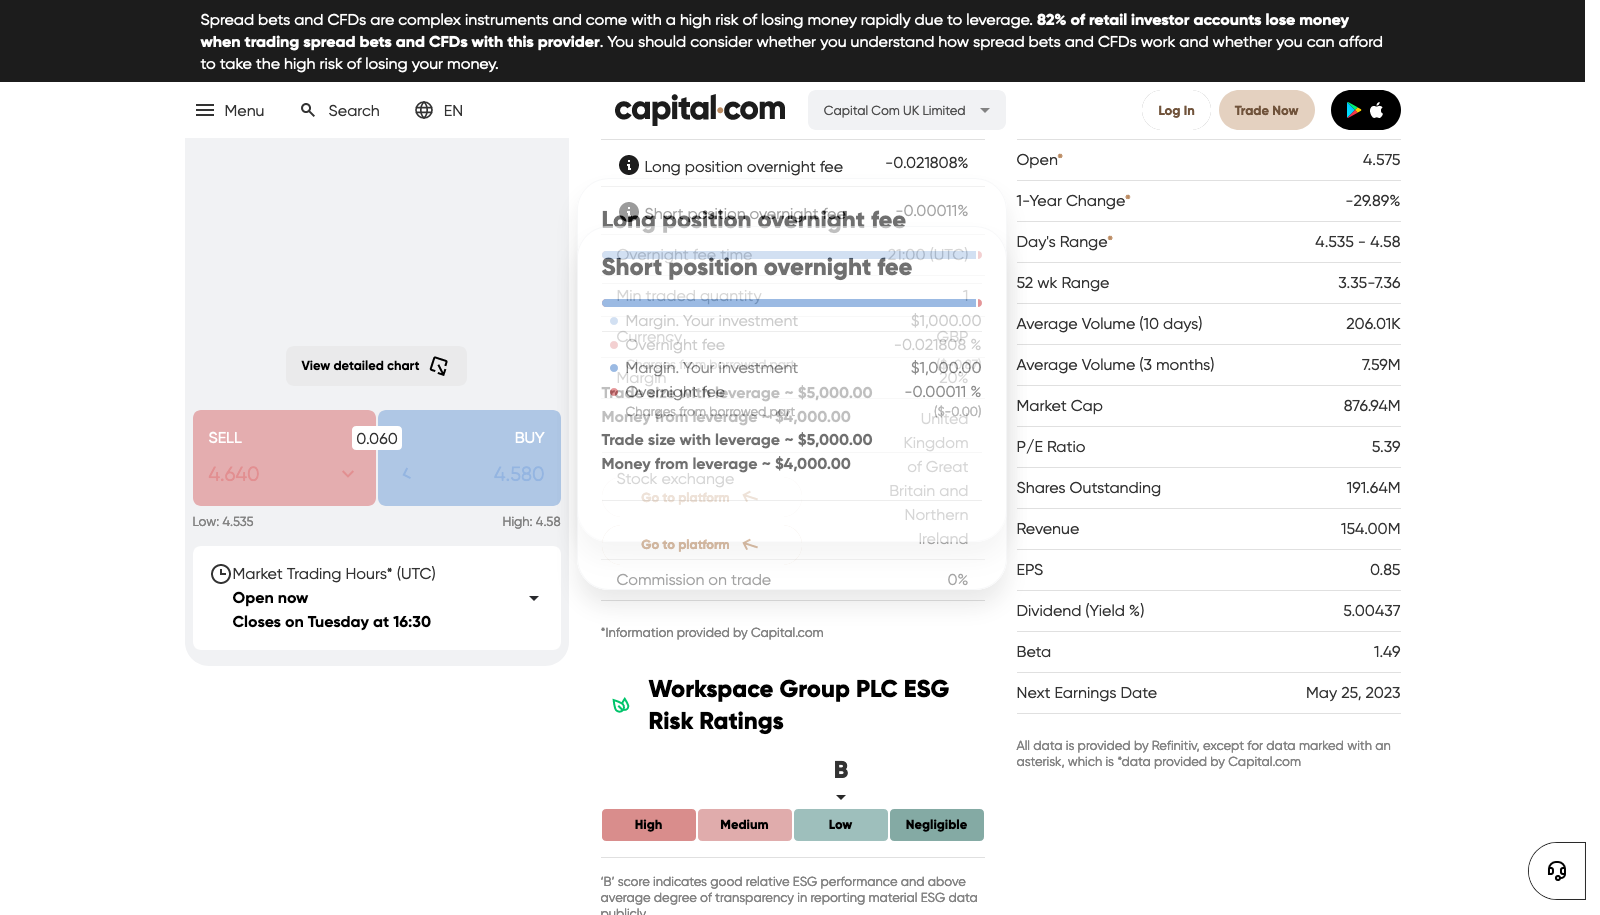 Spread bets and CFDs are complex instruments and come with a high risk of losing money rapidly due to leverage. 82% of retail investor accounts lose money
when trading spread bets and CFDs with this provider. You should consider whether you understand how spread bets and CFDs work and whether you can afford
to take the high risk of losing your money.
Menu
Search
EN
capital.com
Capital Com UK Limited
Log In
Trade Now
View detailed chart
SELL
4.640
0.060
BUY
4.580
Low: 4.535
High: 4.58
Market Trading Hours* (UTC)
Open now
Closes on Tuesday at 16:30
Long position overnight fee -0.021808%
Short position overnight fee -0.00011%
Overnight fee time 21:00 (UTC)
Min traded quantity 1
Currency GBP
Margin 20%
Stock exchange United
Kingdom
of Great
Britain and
Northern
Ireland
Commission on trade 0%
Long position overnight fee
Margin. Your investment $1,000.00
Overnight fee -0.021808 %
Charges from borrowed part
Trade size with leverage ~ $5,000.00
Money from leverage ~ $4,000.00
Go to platform
Short position overnight fee
Margin. Your investment $1,000.00
Overnight fee -0.00011 %
Charges from borrowed part ($-0.00)
Trade size with leverage ~ $5,000.00
Money from leverage ~ $4,000.00
Go to platform
*Information provided by Capital.com
Workspace Group PLC ESG
Risk Ratings
B
High
Medium
Low
Negligible
'B' score indicates good relative ESG performance and above
average degree of transparency in reporting material ESG data
publicly
Open* 4.575
1-Year Change* -29.89%
Day's Range* 4.535 - 4.58
52 wk Range 3.35-7.36
Average Volume (10 days) 206.01K
Average Volume (3 months) 7.59M
Market Cap 876.94M
P/E Ratio 5.39
Shares Outstanding 191.64M
Revenue 154.00M
EPS 0.85
Dividend (Yield %) 5.00437
Beta 1.49
Next Earnings Date May 25, 2023
All data is provided by Refinitiv, except for data marked with an
asterisk, which is *data provided by Capital.com